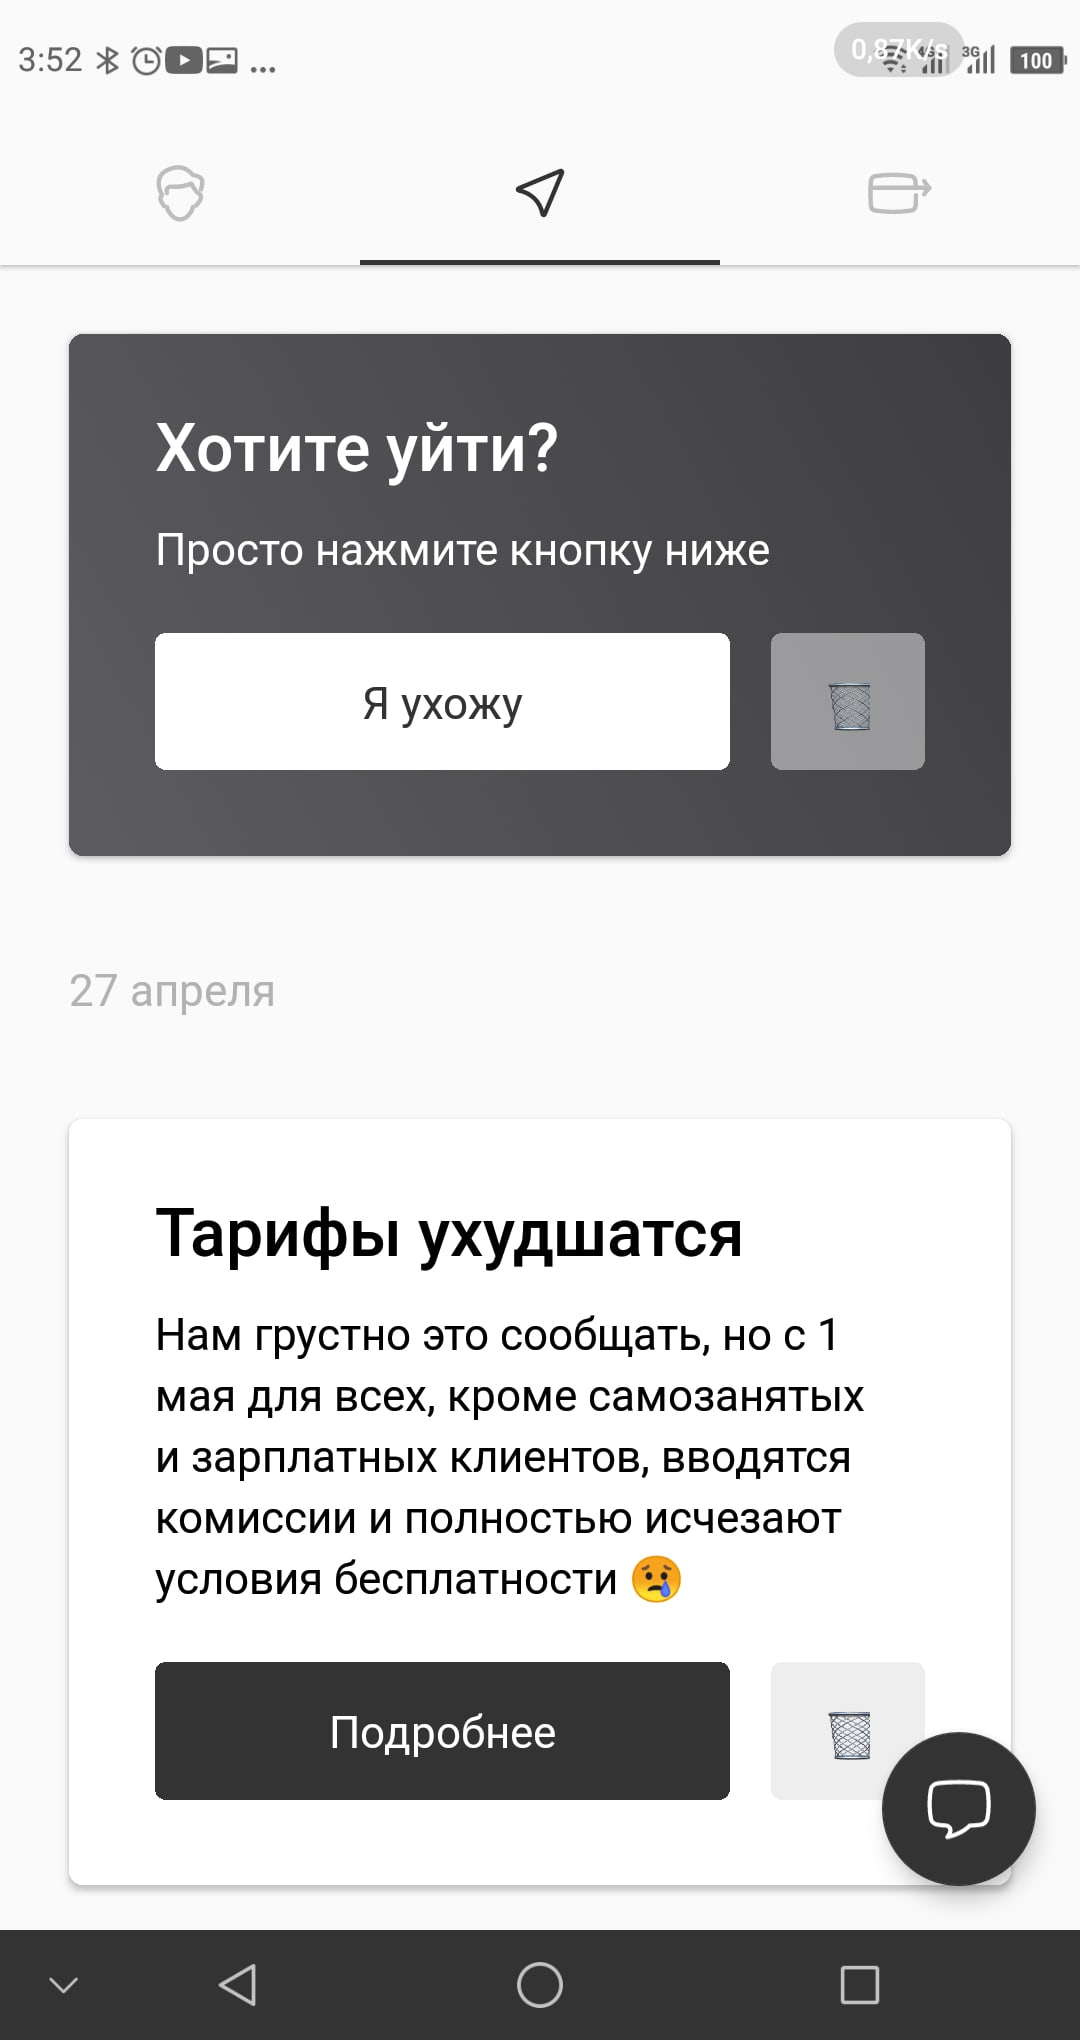 3:52 ...
0,87K/s 3G 100
Хотите уйти?
Просто нажмите кнопку ниже
Я ухожу
27 апреля
Тарифы ухудшатся
Нам грустно это сообщать, но с 1
мая для всех, кроме самозанятых
и зарплатных клиентов, вводятся
комиссии и полностью исчезают
условия бесплатности 😢
Подробнее